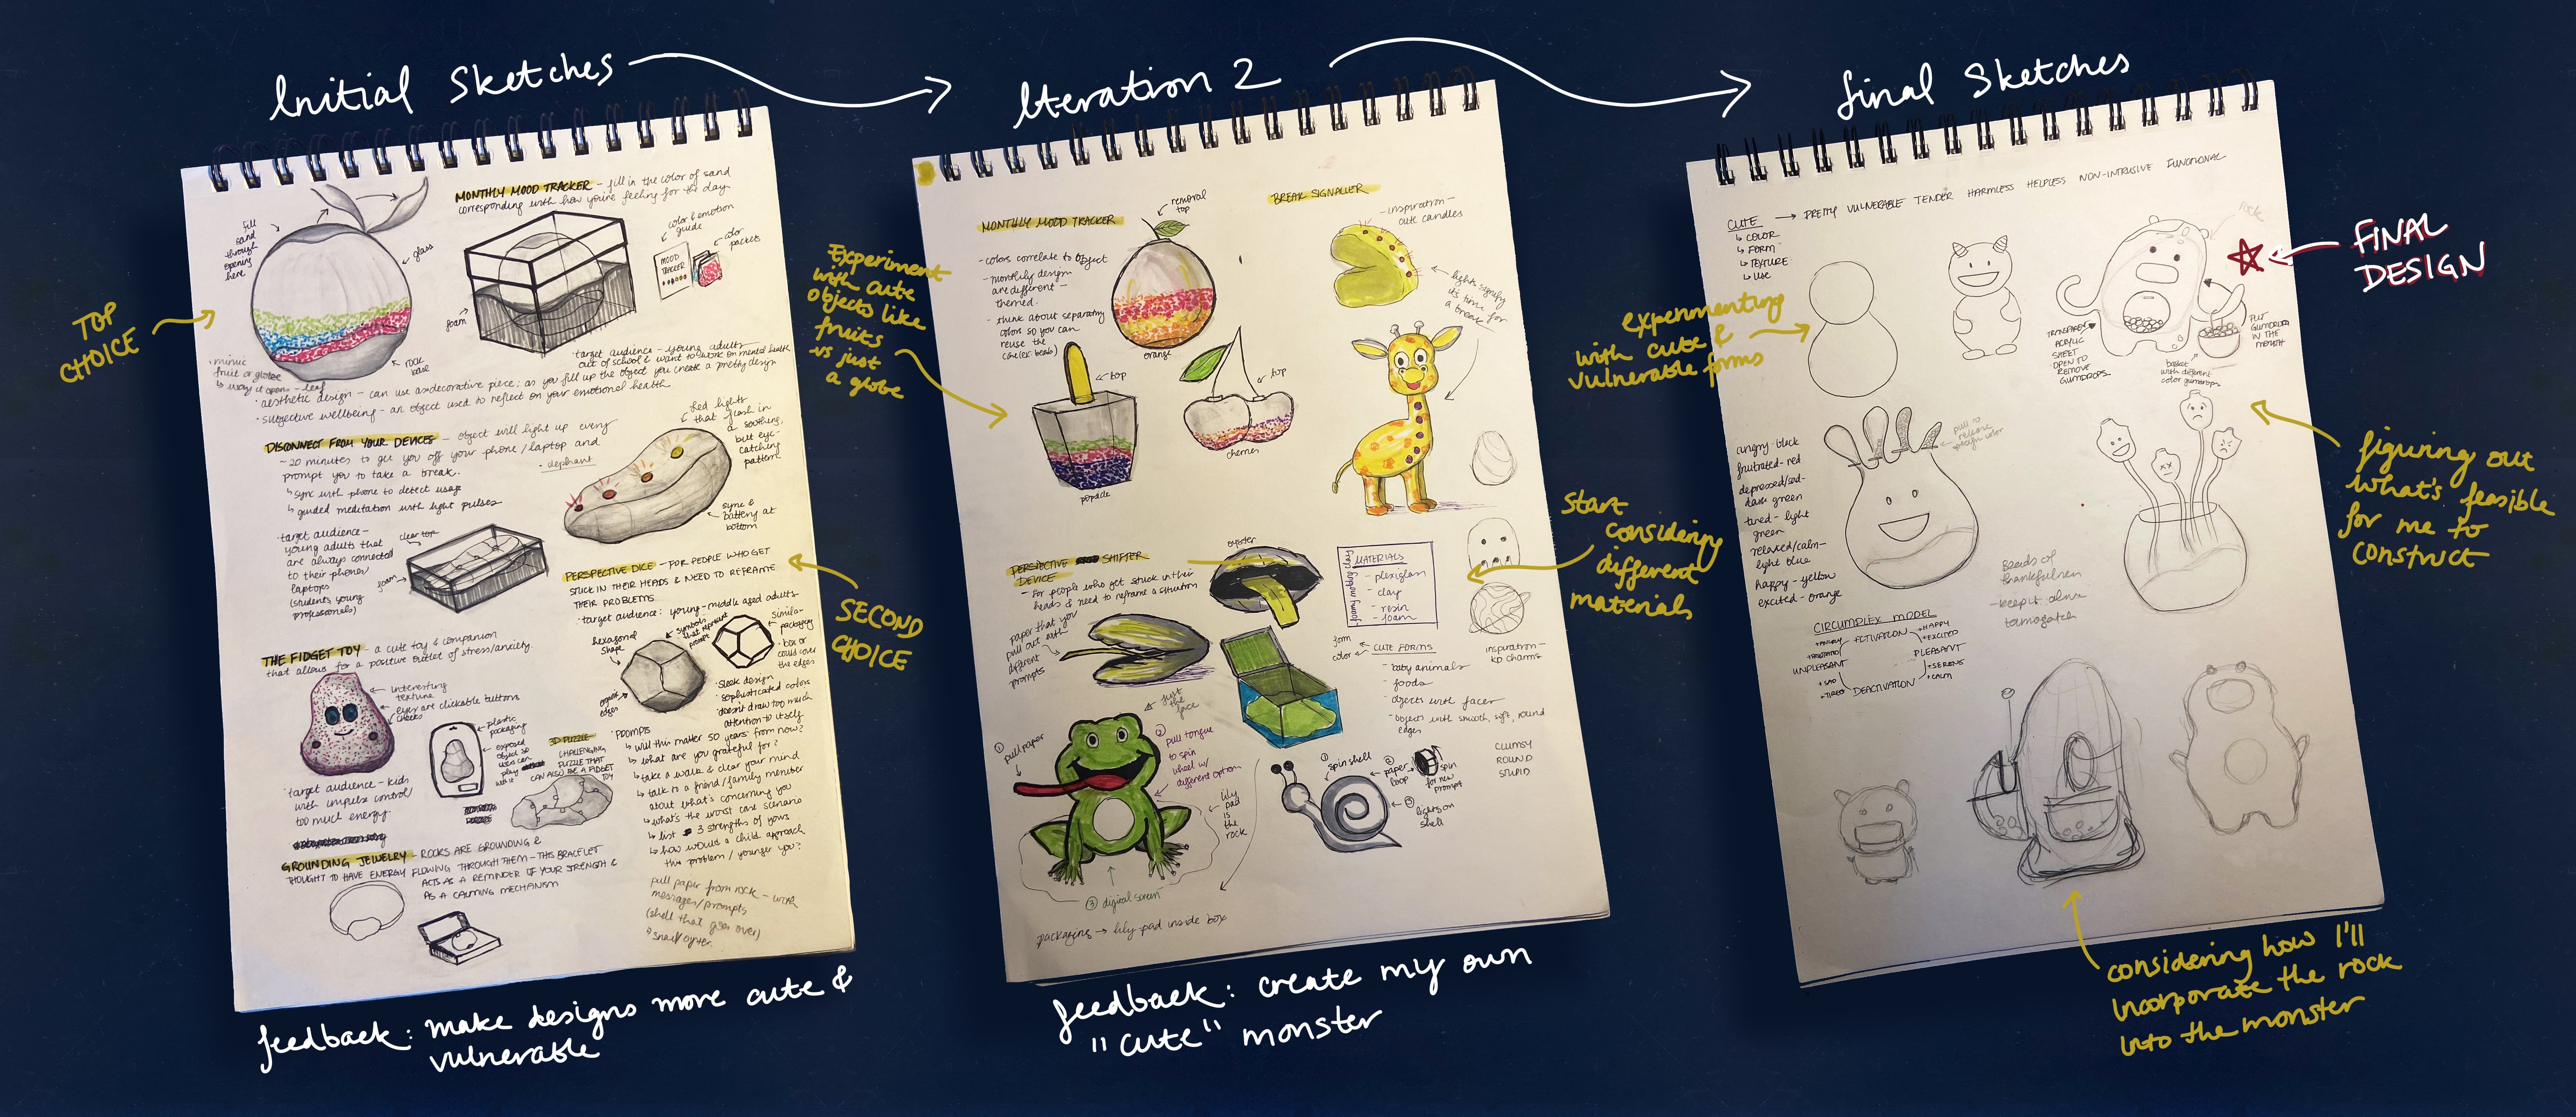 Initial Sketches
Iteration 2
final Sketches
TOP
CHOICE
fill
sand
through
opening
here
glass
MONTHLY MOOD TRACKER - fill in the color of sand
corresponding with how you're feeling for the day
color & emotion
guide
color
packets
MOOD
TRACKER
foam
rock
base
· mimic
fruit or globe
↳ way it opens - leaf
· target audience - young adults
out of school & want to work on mental health
· aesthetic design - can use as decorative piece; as you fill up the object you create a pretty design
· subjective wellbeing - an object used to reflect on your emotional health
DISCONNECT FROM YOUR DEVICES - object will light up every
~20 minutes to get you off your phone/laptop and
prompt you to take a break.
↳ sync with phone to detect usage
↳ guided meditation with light pulses
· elephant
led lights
that flash in
a soothing,
but eye-
catching
pattern
sync &
battery at
bottom
· target audience -
young adults that
are always connected
to their phones/
laptops
(students, young
professionals)
clear top
foam
PERSPECTIVE DICE - FOR PEOPLE WHO GET
STUCK IN THEIR HEADS & NEED TO REFRAME
THEIR PROBLEMS
· target audience: young-middle aged adults
hexagonal
shape
symbols
that represent
prompt
similar
packaging
· box or
could cover
the edges
edges
· sleek design
· sophisticated colors
· doesn't draw too much
attention to itself
SECOND
CHOICE
THE FIDGET TOY - a cute toy & companion
that allows for a positive outlet of stress/anxiety.
interesting
texture
eyes are clickable buttons
cheeks
plastic
packaging
exposed
object so
users can
play
with it
· target audience - kids
with impulse control/
too much energy
3D PUZZLE
CHALLENGING
PUZZLE THAT
CAN ALSO BE A FIDGET
TOY
· PROMPTS
↳ will this matter 50 years from now?
↳ what are you grateful for?
↳ take a walk & clear your mind
↳ talk to a friend/family member
about what's concerning you
↳ what's the worst case scenario
↳ list 3 strengths of yours
↳ how would a child approach
this problem / younger you?
GROUNDING JEWELRY - ROCKS ARE GROUNDING &
THOUGHT TO HAVE ENERGY FLOWING THROUGH THEM - THIS BRACELET
ACTS AS A REMINDER OF YOUR STRENGTH &
AS A CALMING MECHANISM
pull paper from rock - with
messages/prompts
(shell that goes over)
↳ snail/oyster
feedback: make designs more cute &
vulnerable
Experiment
with cute
objects like
fruits
vs just
a globe
MONTHLY MOOD TRACKER
- colors correlate to object
- monthly design
are different -
themed.
- think about separating
colors so you can
reuse the
case (ex: beads)
removal
top
orange
top
popsicle
top
cherries
BREAK SIGNALLER
- inspiration -
cute candles
lights signify
it's time for
a break
PERSPECTIVE SHIFTER
DEVICE
- for people who get stuck in their
heads & need to reframe a situation
paper that you
pull out with
different
prompts
oyster
MATERIALS
- plexiglass
- clay
- resin
- foam
form
color
CUTE FORMS
- baby animals
- foods
- objects with faces
- objects with smooth, soft, round
edges
inspiration -
kp charms
CLUMSY
ROUND
STUPID
Start
considering
different
materials
just
the face
① pull paper
② pull tongue
to spin
wheel w/
different options
lily
pad
is
the
rock
③ digital screen
① spin shell
② paper
loop
spin
for new
prompt
③ lights on
shell
packaging → lily pad inside box
feedback: create my own
"cute" monster
CUTE → PRETTY VULNERABLE TENDER HARMLESS HELPLESS NON-INTRUSIVE FUNCTIONAL
↳ COLOR
↳ FORM
↳ TEXTURE
↳ USE
rock
FINAL
DESIGN
experimenting
with cute &
vulnerable forms
TRANSPARENT
ACRYLIC
SHEET
OPEN TO
REMOVE
GUMDROPS
PUT
GUMDROPS
IN THE
MOUTH
basket
with different
color gumdrops
angry - black
frustrated - red
depressed/sad -
dark green
tired - light
green
relaxed/calm -
light blue
happy - yellow
excited - orange
pull to
release
specific color
Beads of
thankfulness
- keep it alive
tamogatch
CIRCUMPLEX MODEL
ACTIVATION
UNPLEASANT
PLEASANT
DEACTIVATION
+ ANGRY
+ HAPPY
+ EXCITED
+ SERENE
+ CALM
+ SAD
+ TIRED
figuring out
what's feasible
for me to
construct
considering how I'll
incorporate the rock
into the monster